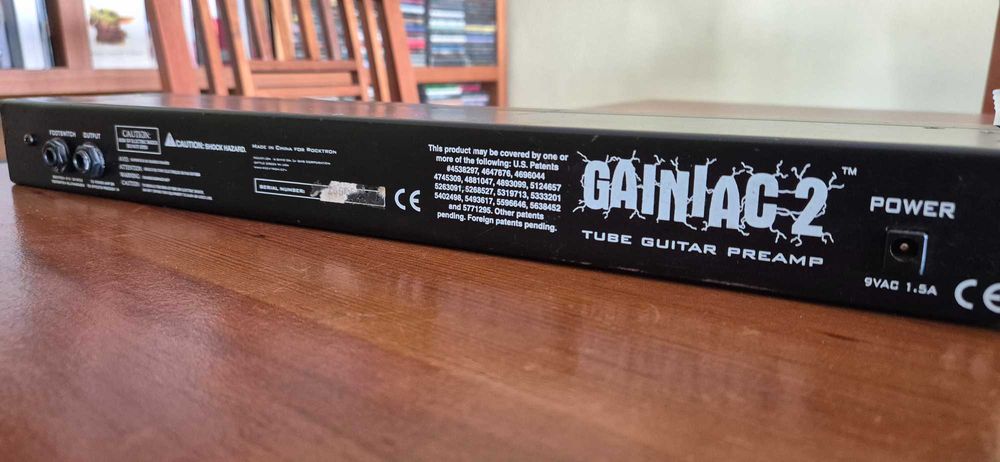 FOOTSWITCH
OUTPUT
CAUTION:
CAUTION: SHOCK HAZARD.
MADE IN CHINA FOR ROCKTRON
SERIAL NUMBER:
CE
This product may be covered by one or
more of the following: U.S. Patents
#4538297, 4647876, 4696044
4745309, 4881047, 4893099, 5124657
5263091, 5268527, 5319713, 5333201
5402498, 5493617, 5596646, 5638452
and 5771295. Other patents
pending. Foreign patents pending.
GAINIAC 2™
TUBE GUITAR PREAMP
POWER
9VAC 1.5A
CE